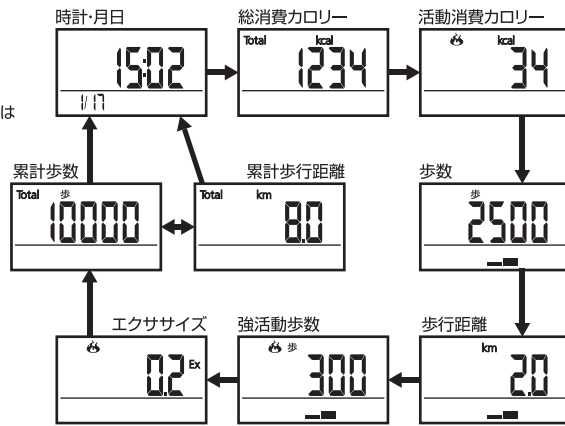 時計・月日
総消費カロリー
活動消費カロリー
15:02
1/17
Total kcal
1234
kcal
34
は
累計歩数
累計歩行距離
歩数
Total 歩
10000
Total km
8.0
歩
2500
エクササイズ
強活動歩数
歩行距離
0.2 Ex
歩
300
km
2.0